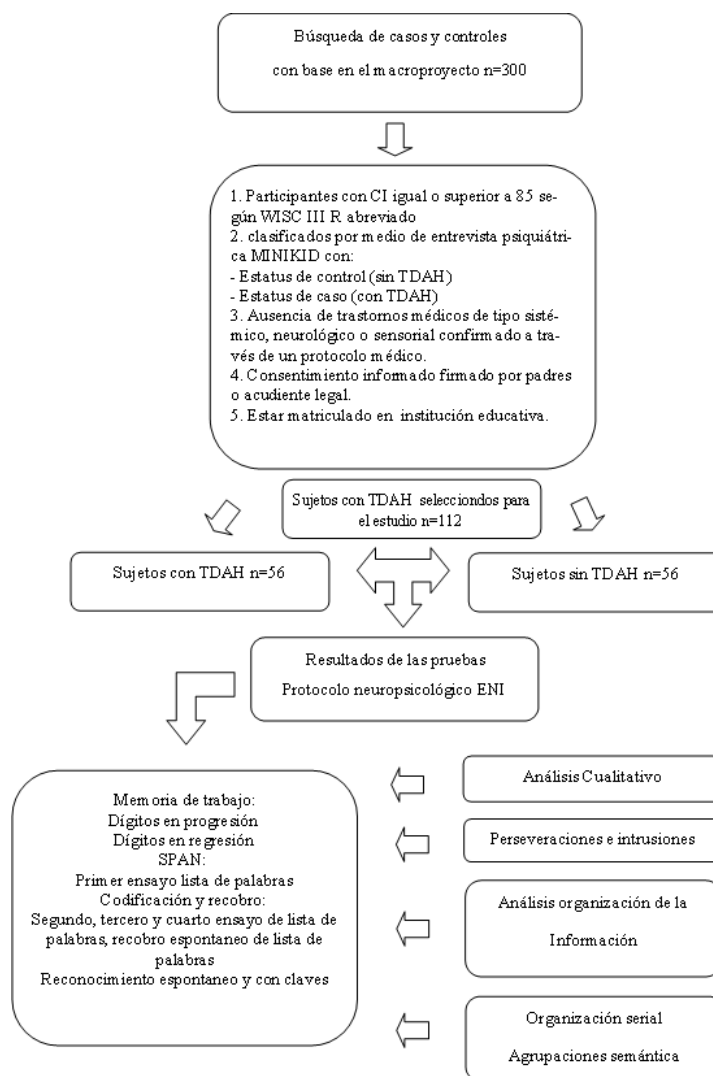 Búsqueda de casos y controles
con base en el macroproyecto n=300
1. Participantes con CI igual o superior a 85 se-
gún WISC III R abreviado
2. clasificados por medio de entrevista psiquiátri-
ca MINIKID con:
- Estatus de control (sin TDAH)
- Estatus de caso (con TDAH)
3. Ausencia de trastornos médicos de tipo sisté-
mico, neurológico o sensorial confirmado a tra-
vés de un protocolo médico.
4. Consentimiento informado firmado por padres
o acudiente legal.
5. Estar matriculado en institución educativa.
Sujetos con TDAH selecciondos para
el estudio n=112
Sujetos con TDAH n=56
Sujetos sin TDAH n=56
Resultados de las pruebas
Protocolo neuropsicológico ENI
Memoria de trabajo:
Dígitos en progresión
Dígitos en regresión
SPAN:
Primer ensayo lista de palabras
Codificación y recobro:
Segundo, tercero y cuarto ensayo de lista de
palabras, recobro espontaneo de lista de
palabras
Reconocimiento espontaneo y con claves
Análisis Cualitativo
Perseveraciones e intrusiones
Análisis organización de la
Información
Organización serial
Agrupaciones semántica